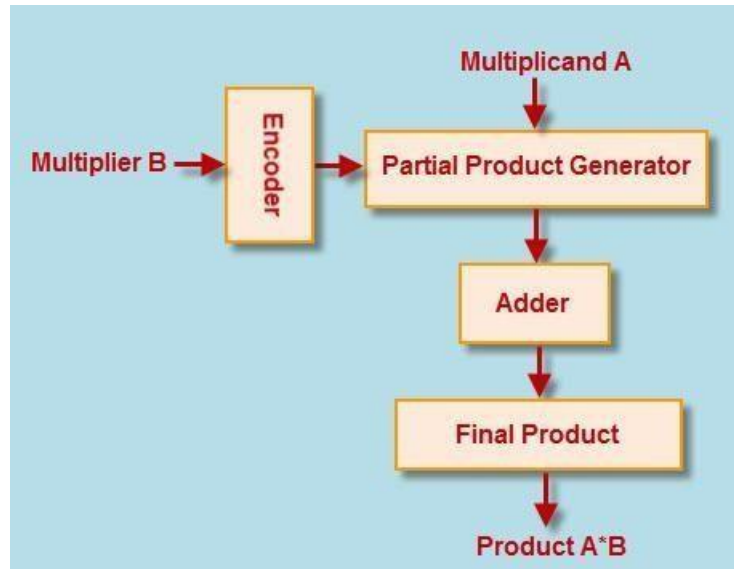 Multiplicand A
Encoder
Multiplier B
Partial Product Generator
Adder
Final Product
Product A*B